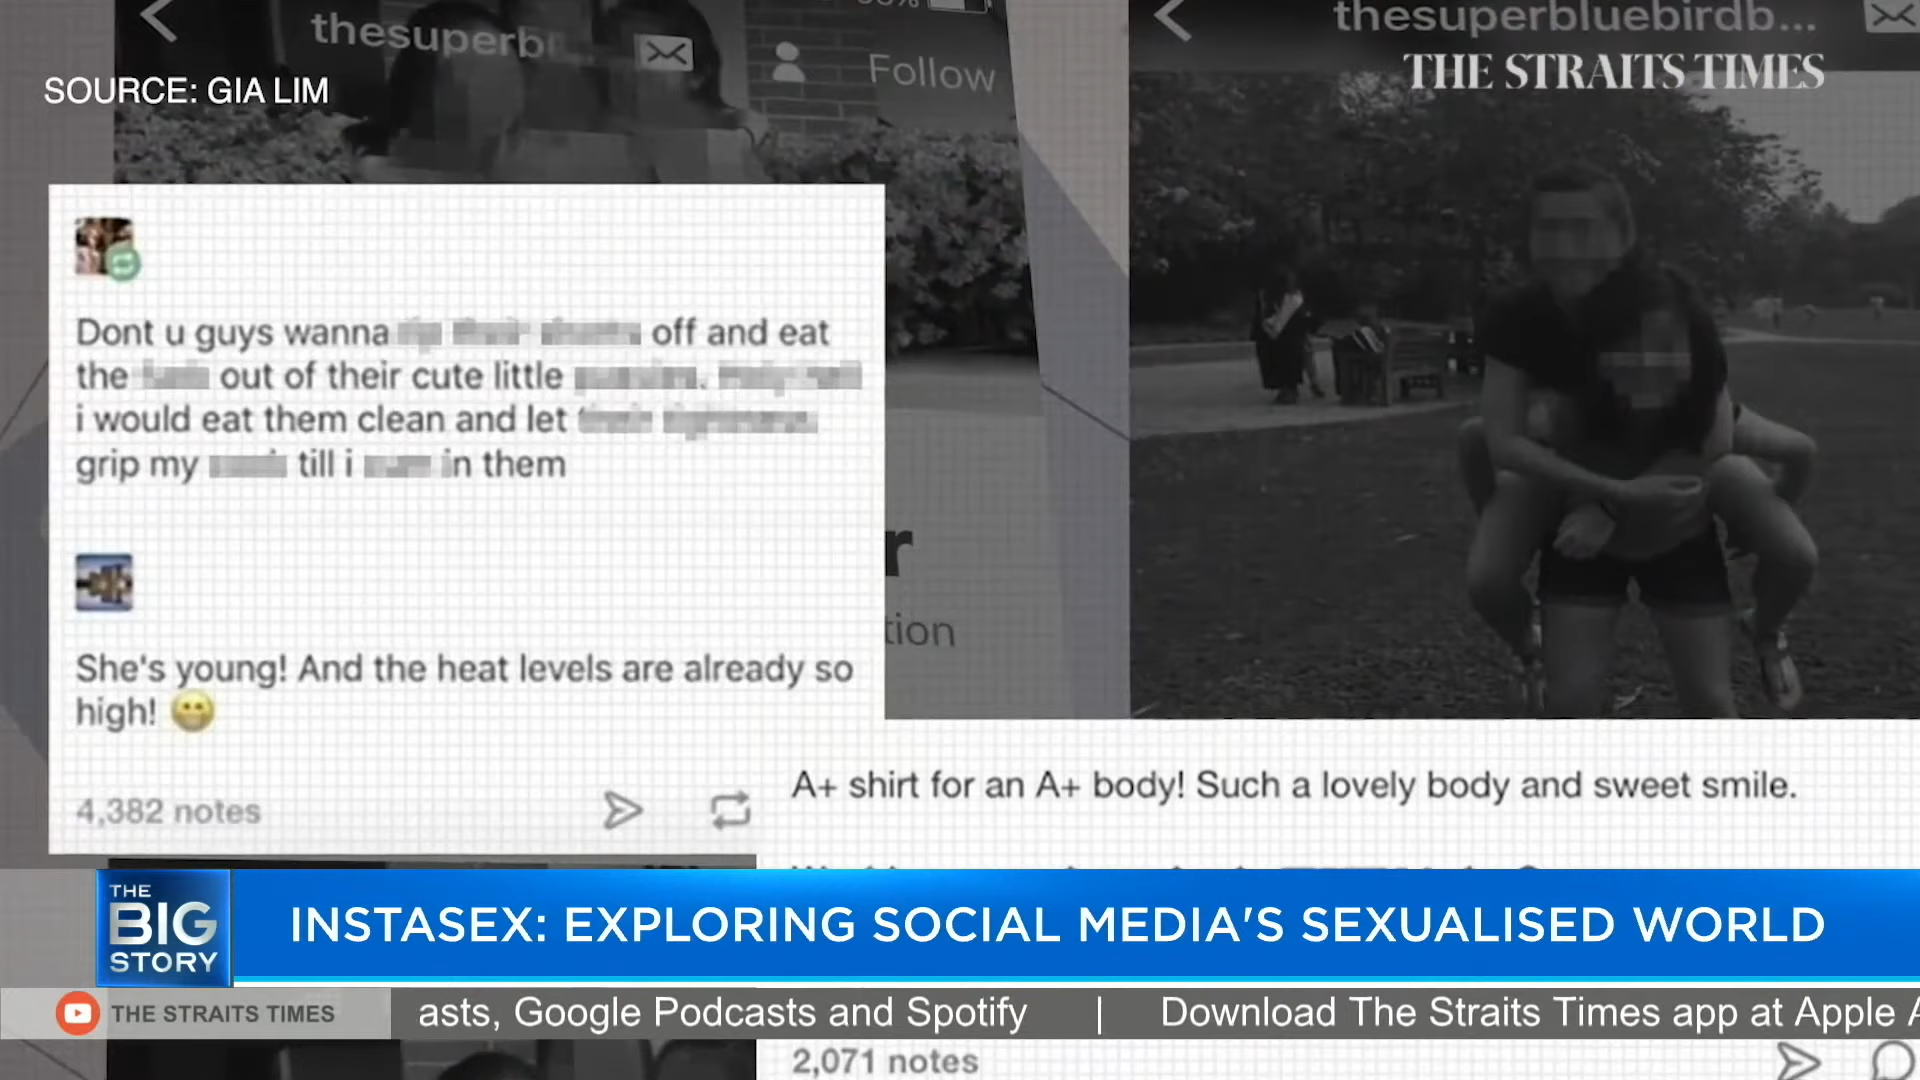 thesuperb
Follow
thesuperbluebirdb...
THE STRAITS TIMES
SOURCE: GIA LIM
Dont u guys wanna off and eat
the out of their cute little
i would eat them clean and let
grip my till i in them
r
tion
She's young! And the heat levels are already so
high! 😬
4,382 notes
A+ shirt for an A+ body! Such a lovely body and sweet smile.
THE
BIG
STORY
INSTASEX: EXPLORING SOCIAL MEDIA'S SEXUALISED WORLD
THE STRAITS TIMES
asts, Google Podcasts and Spotify | Download The Straits Times app at Apple A
2,071 notes